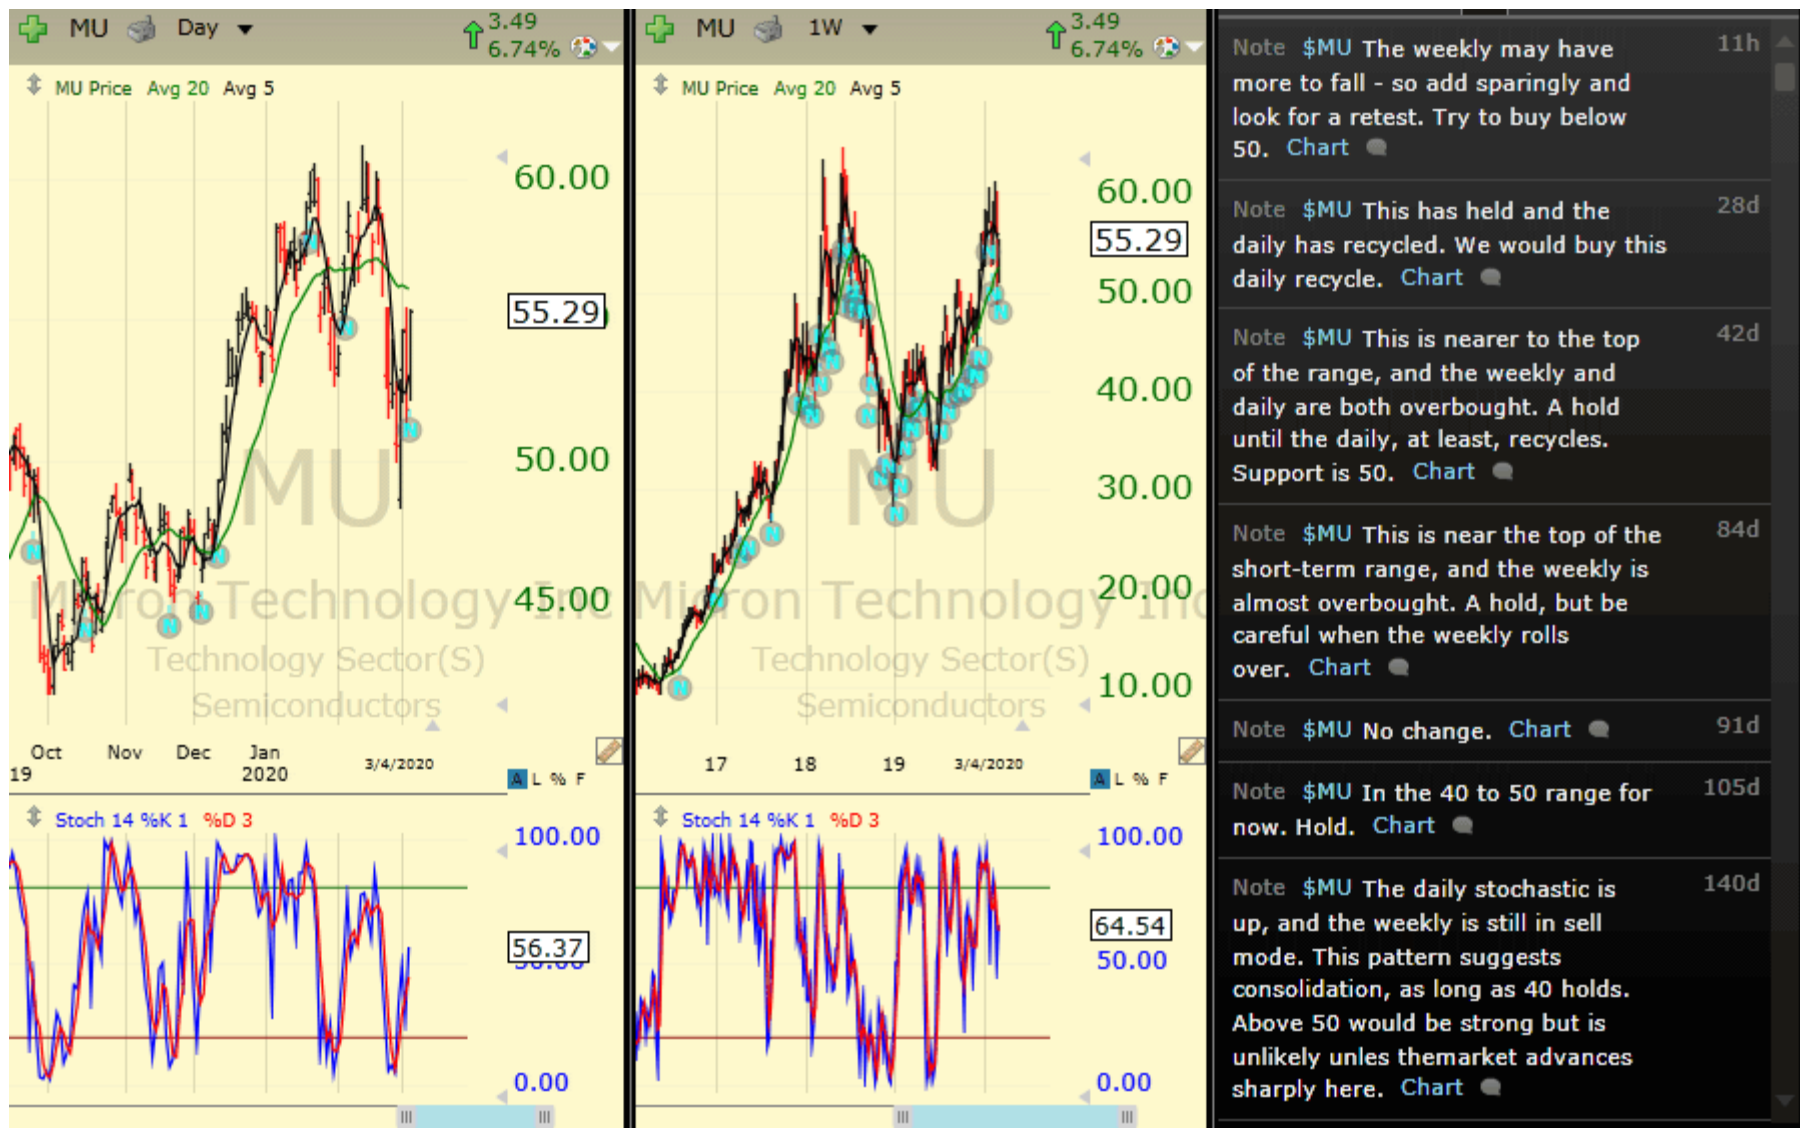 MU Day 3.49
6.74%
MU Price Avg 20 Avg 5
60.00
55.29
50.00
45.00
MU
Micron Technology Inc
Technology Sector(S)
Semiconductors
Oct Nov Dec Jan
19 2020 3/4/2020
A L % F
Stoch 14 %K 1 %D 3
100.00
56.37
50.00
0.00
MU 1W 3.49
6.74%
MU Price Avg 20 Avg 5
60.00
55.29
50.00
40.00
30.00
20.00
10.00
MU
Micron Technology Inc
Technology Sector(S)
Semiconductors
17 18 19 3/4/2020
A L % F
Stoch 14 %K 1 %D 3
100.00
64.54
50.00
0.00
Note $MU The weekly may have 11h
more to fall - so add sparingly and
look for a retest. Try to buy below
50. Chart
Note $MU This has held and the 28d
daily has recycled. We would buy this
daily recycle. Chart
Note $MU This is nearer to the top 42d
of the range, and the weekly and
daily are both overbought. A hold
until the daily, at least, recycles.
Support is 50. Chart
Note $MU This is near the top of the 84d
short-term range, and the weekly is
almost overbought. A hold, but be
careful when the weekly rolls
over. Chart
Note $MU No change. Chart 91d
Note $MU In the 40 to 50 range for 105d
now. Hold. Chart
Note $MU The daily stochastic is 140d
up, and the weekly is still in sell
mode. This pattern suggests
consolidation, as long as 40 holds.
Above 50 would be strong but is
unlikely unles themarket advances
sharply here. Chart